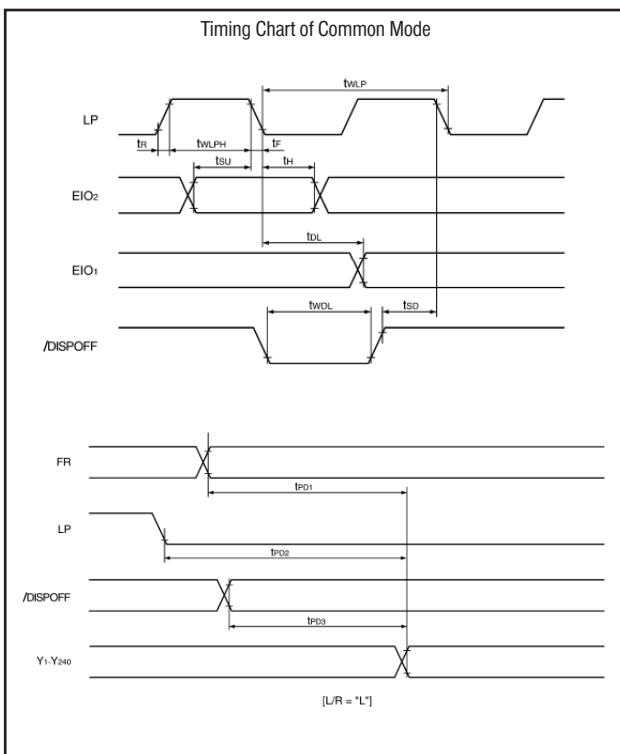 Timing Chart of Common Mode
tWLP
LP
tR tWLPH tF
tSU tH
EIO2
tDL
EIO1
tWDL tSD
/DISPOFF
FR
tPD1
LP
tPD2
/DISPOFF
tPD3
Y1-Y240
[L/R = "L"]